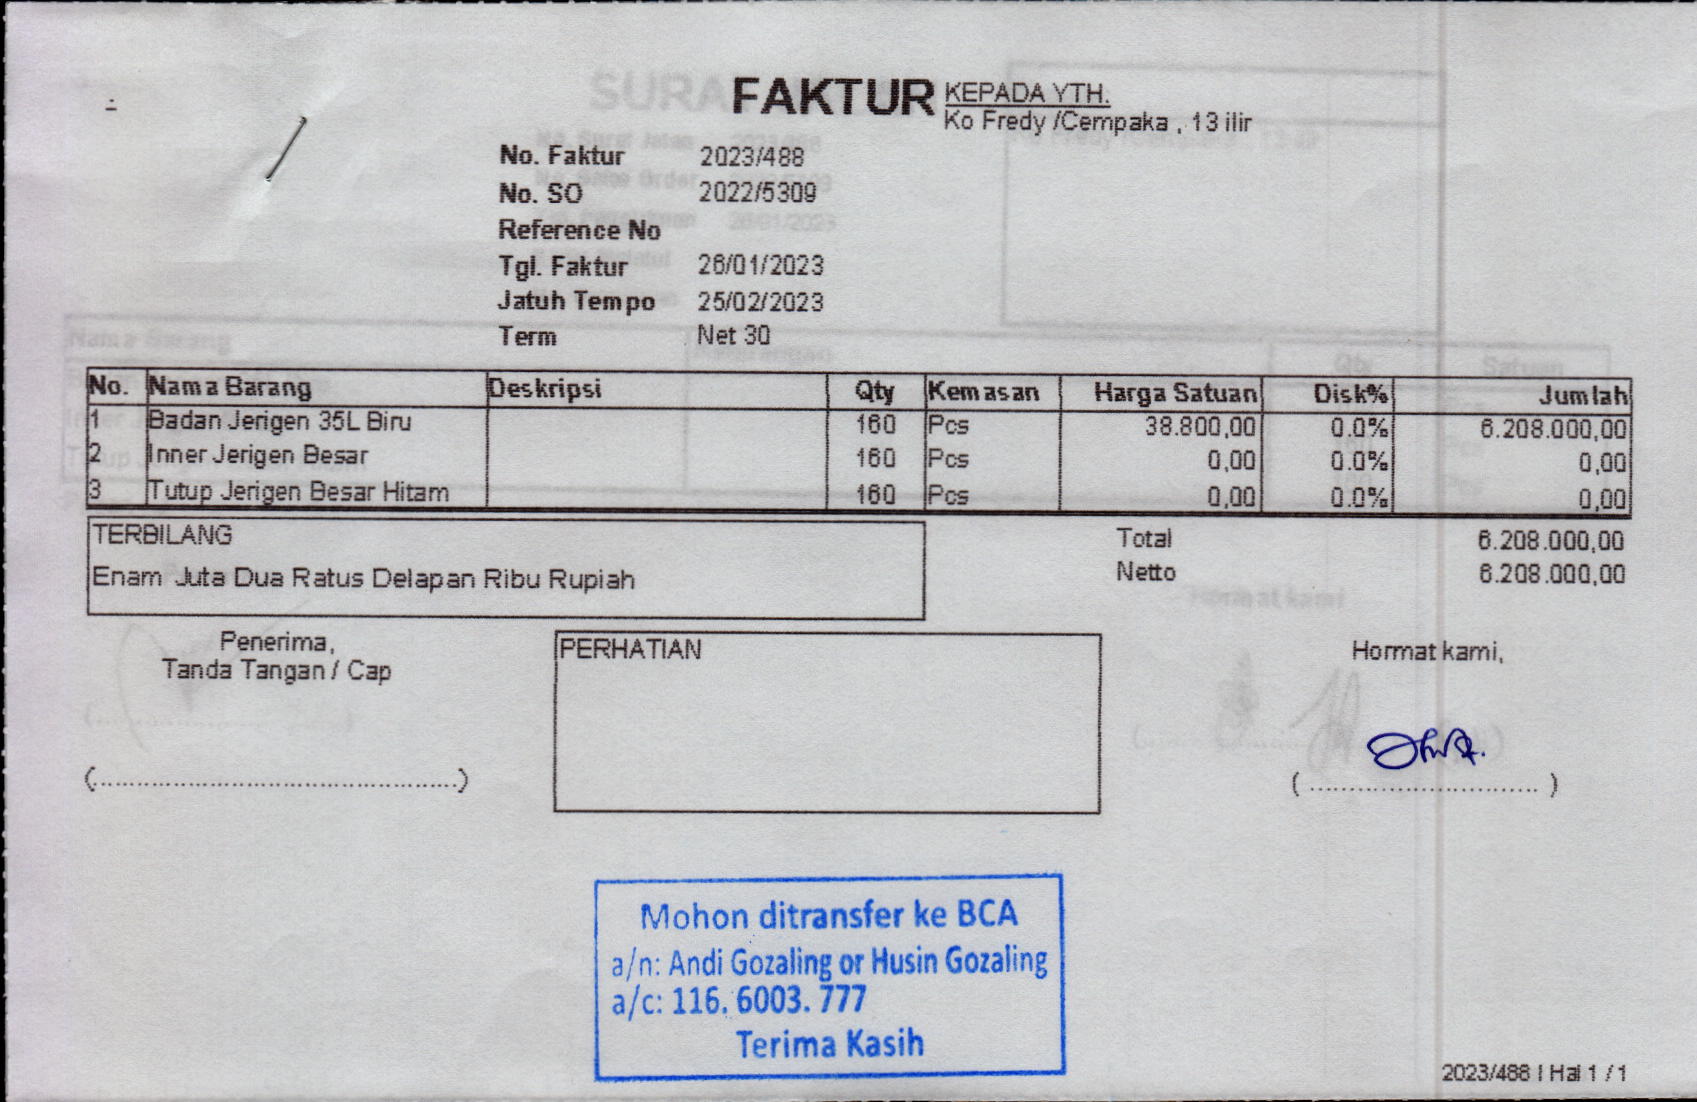 FAKTUR
KEPADA YTH.
Ko Fredy /Cempaka , 13 ilir
No. Faktur 2023/488
No. SO 2022/5309
Reference No
Tgl. Faktur 26/01/2023
Jatuh Tempo 25/02/2023
Term Net 30
No. Nama Barang Deskripsi Qty Kemasan Harga Satuan Disk% Jumlah
1 Badan Jerigen 35L Biru 160 Pcs 38.800,00 0.0% 6.208.000,00
2 Inner Jerigen Besar 160 Pcs 0,00 0.0% 0,00
3 Tutup Jerigen Besar Hitam 160 Pcs 0,00 0.0% 0,00
TERBILANG
Enam Juta Dua Ratus Delapan Ribu Rupiah
Total 6.208.000,00
Netto 6.208.000,00
Penerima,
Tanda Tangan / Cap
(..............................................)
PERHATIAN
Hormat kami,
( ............................. )
Mohon ditransfer ke BCA
a/n: Andi Gozaling or Husin Gozaling
a/c: 116. 6003. 777
Terima Kasih
2023/488 | Hal 1 / 1